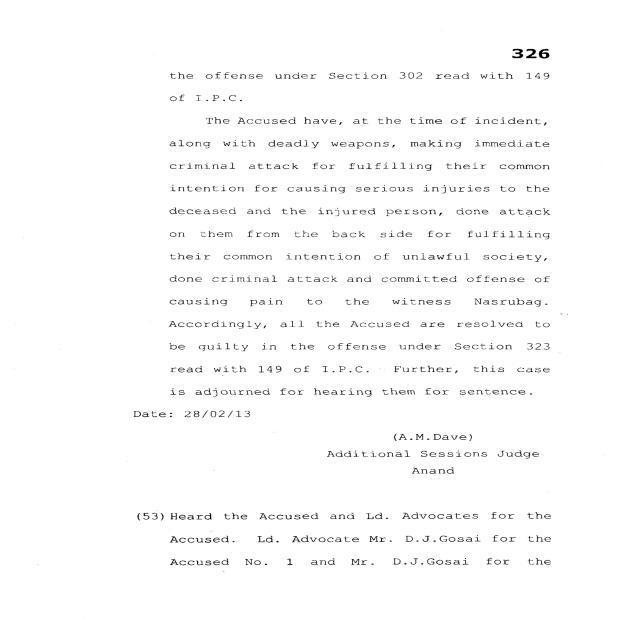 326
the offense under Section 302 read with 149
of I.P.C.
The Accused have, at the time of incident,
along with deadly weapons, making immediate
criminal attack for fulfilling their common
intention for causing serious injuries to the
deceased and the injured person, done attack
on them from the back side for fulfilling
their common intention of unlawful society,
done criminal attack and committed offense of
causing pain to the witness Nasrubag.
Accordingly, all the Accused are resolved to
be guilty in the offense under Section 323
read with 149 of I.P.C. Further, this case
is adjourned for hearing them for sentence.
Date: 28/02/13
(A.M.Dave)
Additional Sessions Judge
Anand
(53) Heard the Accused and Ld. Advocates for the
Accused. Ld. Advocate Mr. D.J.Gosai for the
Accused No. 1 and Mr. D.J.Gosai for the